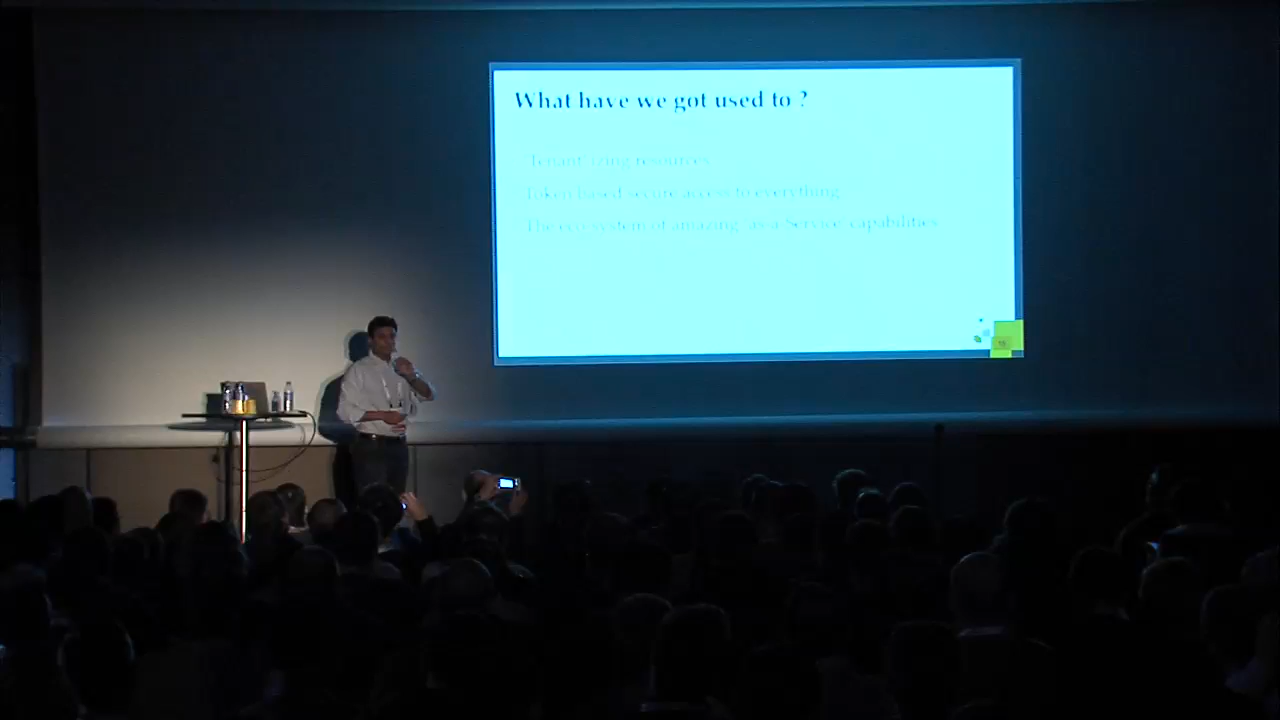 What have we got used to ?
'Tenant' izing resources
Token based secure access to everything
The eco system of amazing 'as a Service' capabilities